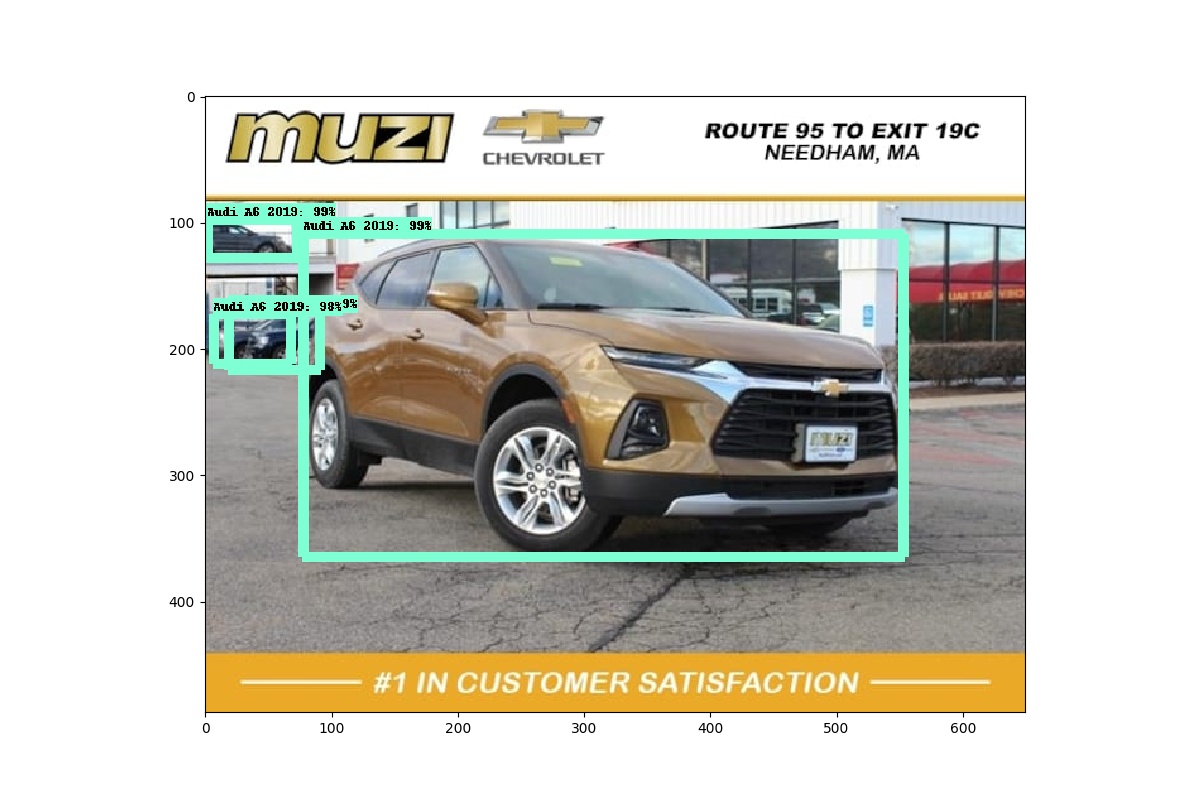 0
100
200
300
400
0 100 200 300 400 500 600
MUZI
CHEVROLET
ROUTE 95 TO EXIT 19C
NEEDHAM, MA
Audi A6 2019: 99%
Audi A6 2019: 99%
Audi A6 2019: 98%
9%
MUZI
#1 IN CUSTOMER SATISFACTION